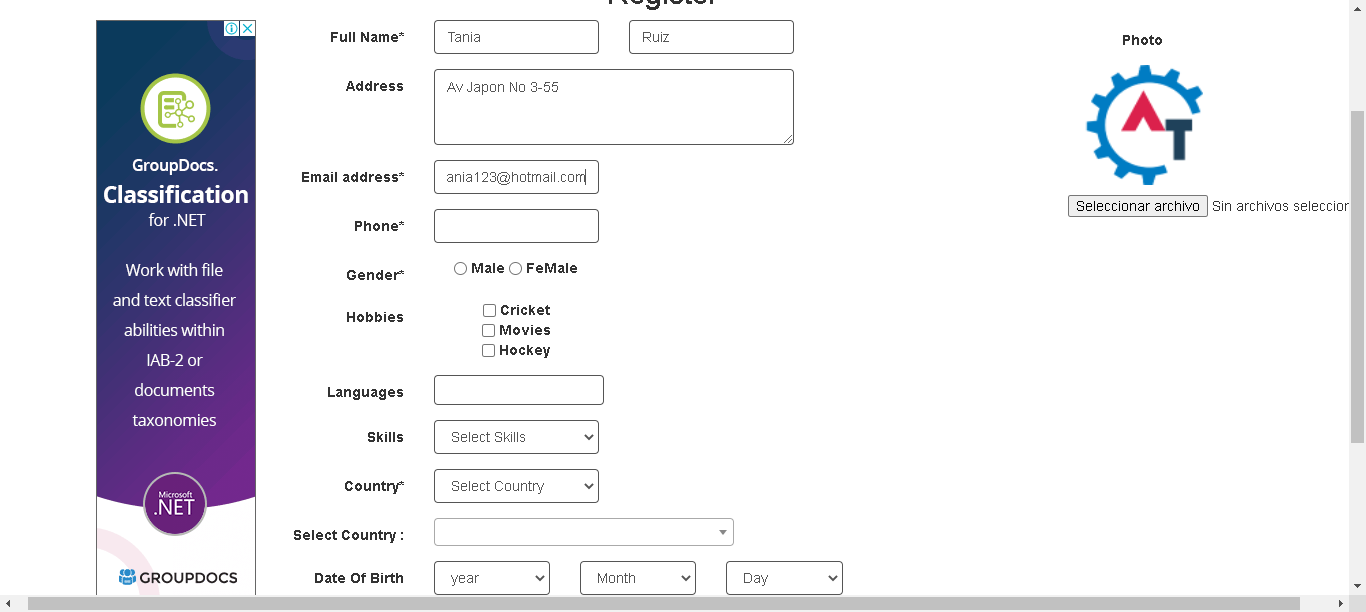 Register
Full Name*
Tania
Ruiz
Address
Av Japon No 3-55
Email address*
ania123@hotmail.com
Phone*
Gender*
Male
FeMale
Hobbies
Cricket
Movies
Hockey
Languages
Skills
Select Skills
Country*
Select Country
Select Country :
Date Of Birth
year
Month
Day
Photo
AT
Seleccionar archivo
Sin archivos
GroupDocs.
Classification
for .NET
Work with file
and text classifier
abilities within
IAB-2 or
documents
taxonomies
Microsoft
.NET
GROUPDOCS